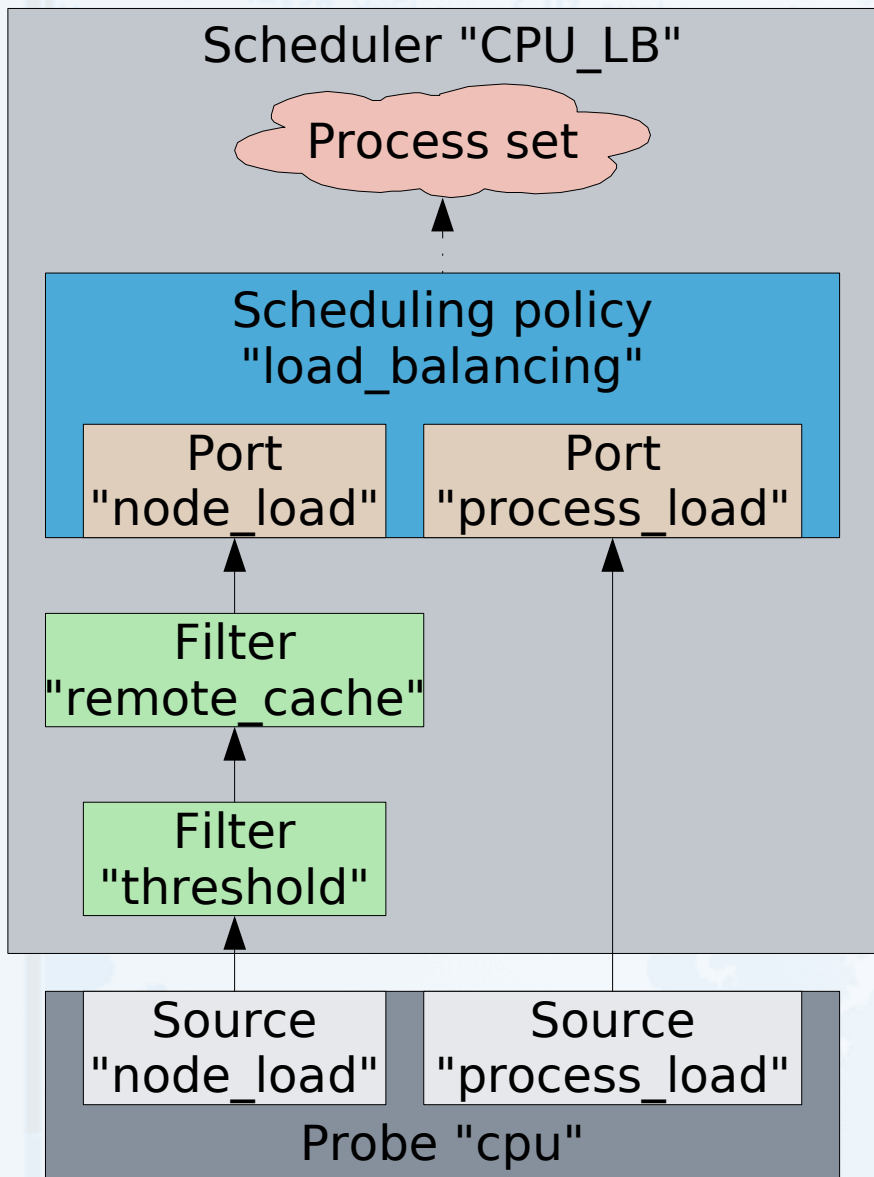 Scheduler "CPU_LB"
Process set
Scheduling policy
"load_balancing"
Port
"node_load"
Port
"process_load"
Filter
"remote_cache"
Filter
"threshold"
Source
"node_load"
Source
"process_load"
Probe "cpu"